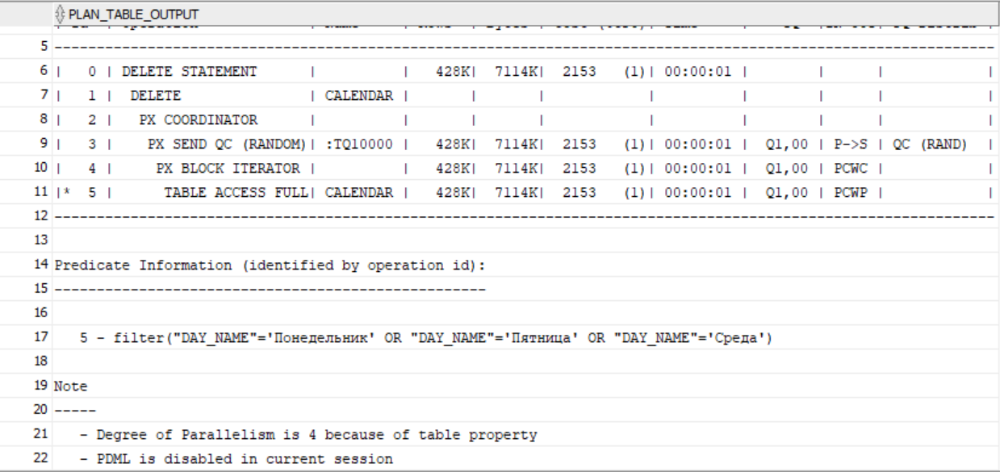 PLAN_TABLE_OUTPUT
5 ------------------------------------------------------------------------------------------------------------------
6 |   0 | DELETE STATEMENT      |          |   428K|  7114K|  2153   (1)| 00:00:01 |        |      |            |
7 |   1 |  DELETE               | CALENDAR |       |       |            |          |        |      |            |
8 |   2 |   PX COORDINATOR      |          |       |       |            |          |        |      |            |
9 |   3 |    PX SEND QC (RANDOM)| :TQ10000 |   428K|  7114K|  2153   (1)| 00:00:01 |  Q1,00 | P->S | QC (RAND)  |
10 |   4 |     PX BLOCK ITERATOR |          |   428K|  7114K|  2153   (1)| 00:00:01 |  Q1,00 | PCWC |            |
11 |*  5 |      TABLE ACCESS FULL| CALENDAR |   428K|  7114K|  2153   (1)| 00:00:01 |  Q1,00 | PCWP |            |
12 ------------------------------------------------------------------------------------------------------------------
13
14 Predicate Information (identified by operation id):
15 ---------------------------------------------------
16
17    5 - filter("DAY_NAME"='Понедельник' OR "DAY_NAME"='Пятница' OR "DAY_NAME"='Среда')
18
19 Note
20 -----
21    - Degree of Parallelism is 4 because of table property
22    - PDML is disabled in current session